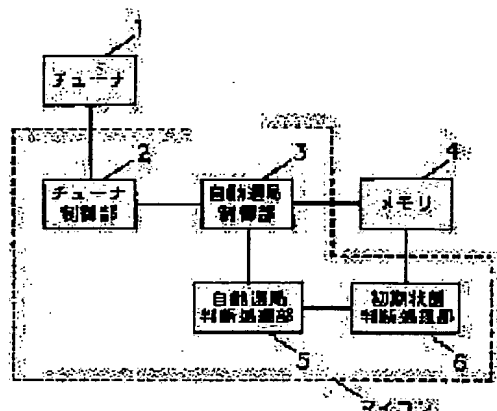 1
チューナ
2
チューナ
制御部
3
自動選局
制御部
4
メモリ
自動選局
判断処理部
5
初期状態
判断処理部
6
マイコン